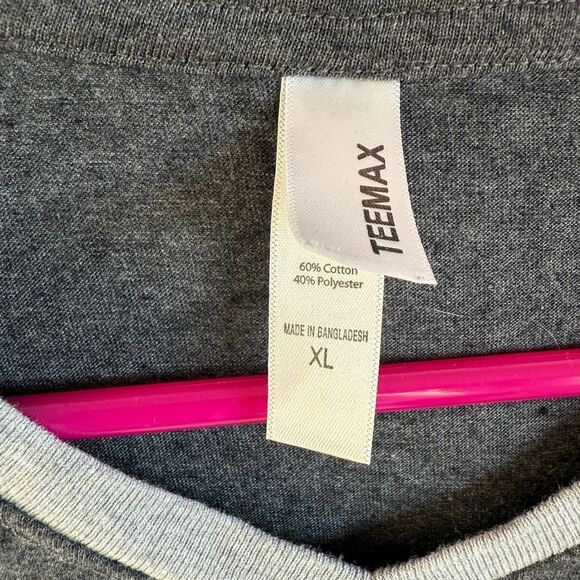 TEEMAX
60% Cotton
40% Polyester
MADE IN BANGLADESH
XL